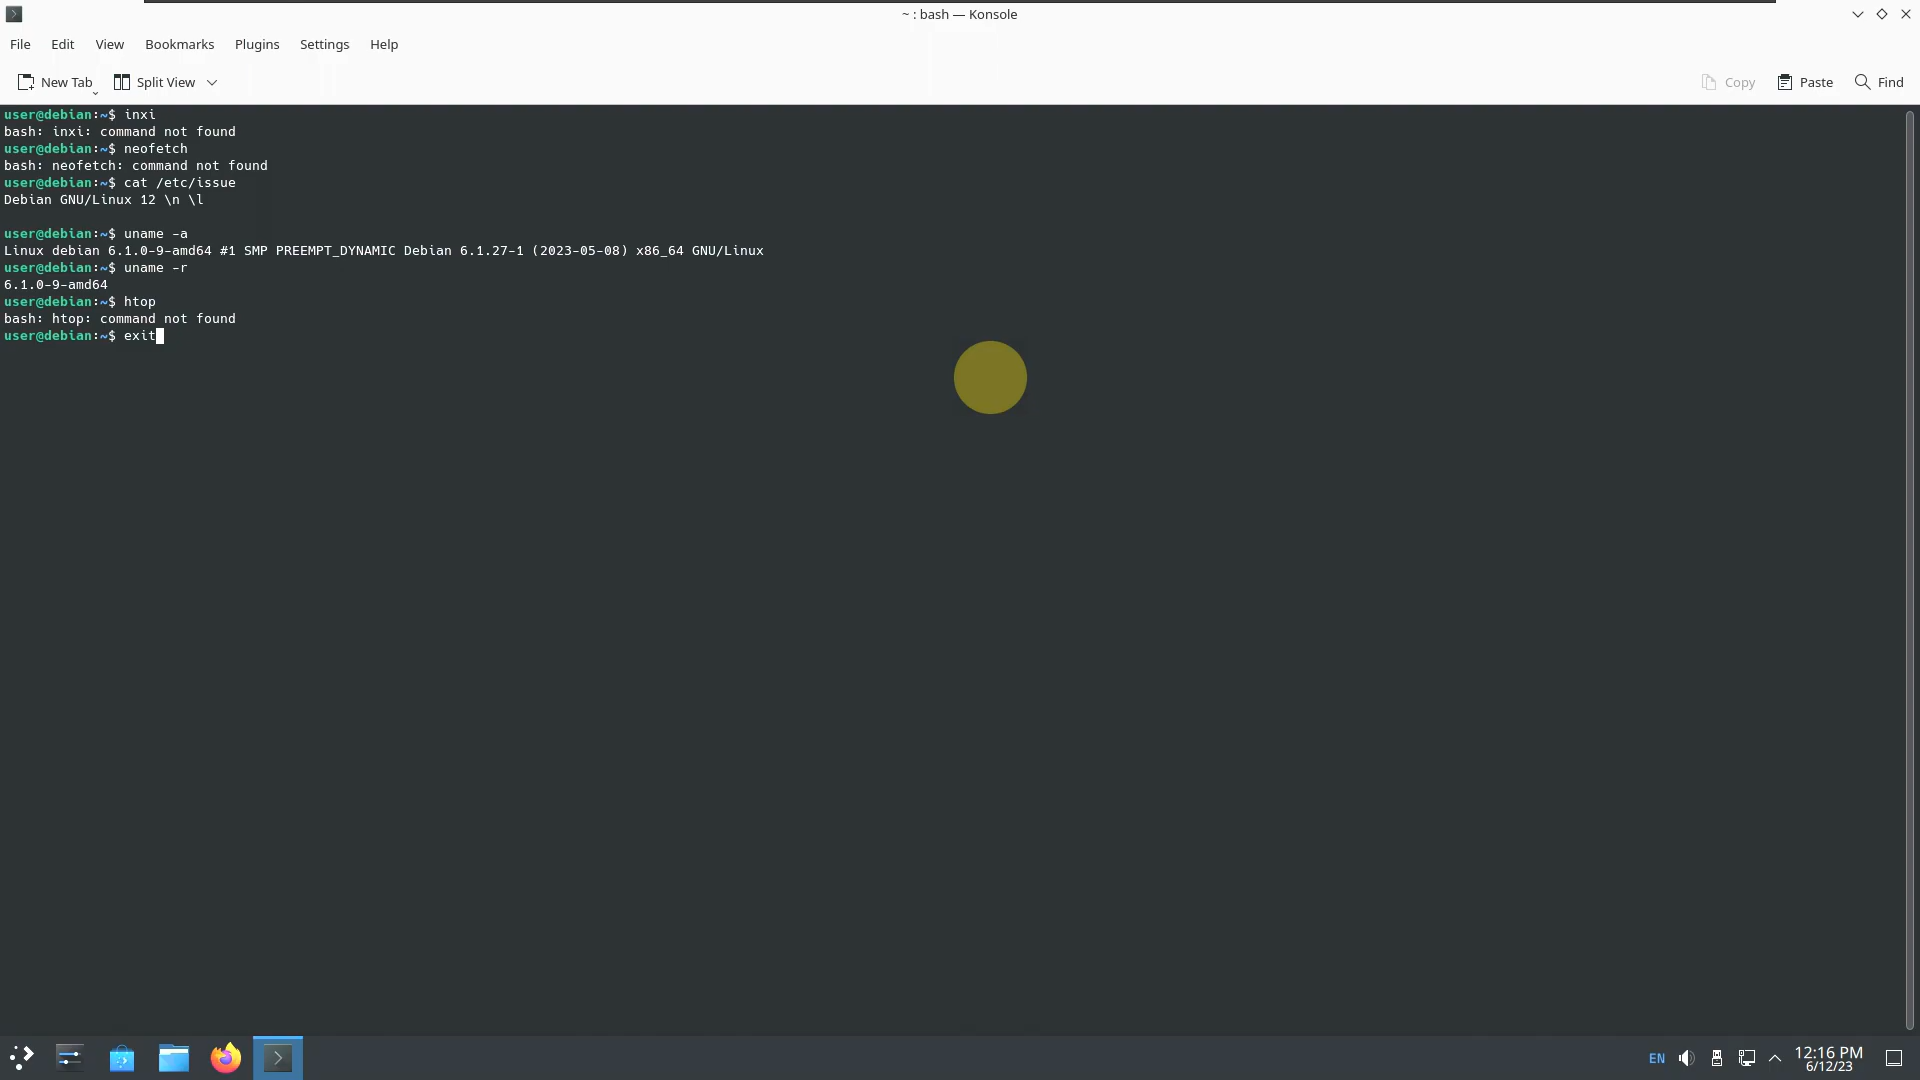 ~ : bash — Konsole
File Edit View Bookmarks Plugins Settings Help
New Tab Split View Copy Paste Find
user@debian:~$ inxi
bash: inxi: command not found
user@debian:~$ neofetch
bash: neofetch: command not found
user@debian:~$ cat /etc/issue
Debian GNU/Linux 12 \n \l
user@debian:~$ uname -a
Linux debian 6.1.0-9-amd64 #1 SMP PREEMPT_DYNAMIC Debian 6.1.27-1 (2023-05-08) x86_64 GNU/Linux
user@debian:~$ uname -r
6.1.0-9-amd64
user@debian:~$ htop
bash: htop: command not found
user@debian:~$ exit
EN 12:16 PM
6/12/23